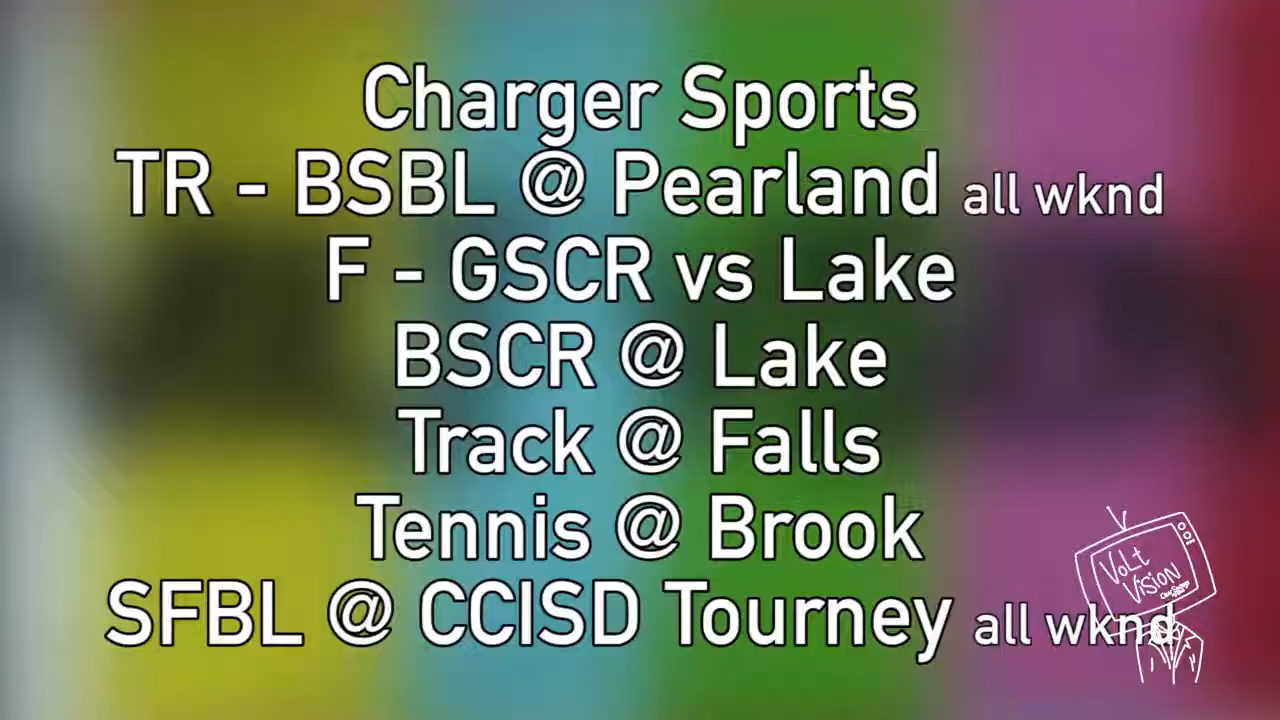 Charger Sports
TR - BSBL @ Pearland all wknd
F - GSCR vs Lake
BSCR @ Lake
Track @ Falls
Tennis @ Brook
SFBL @ CCISD Tourney all wknd
Volt
Vision